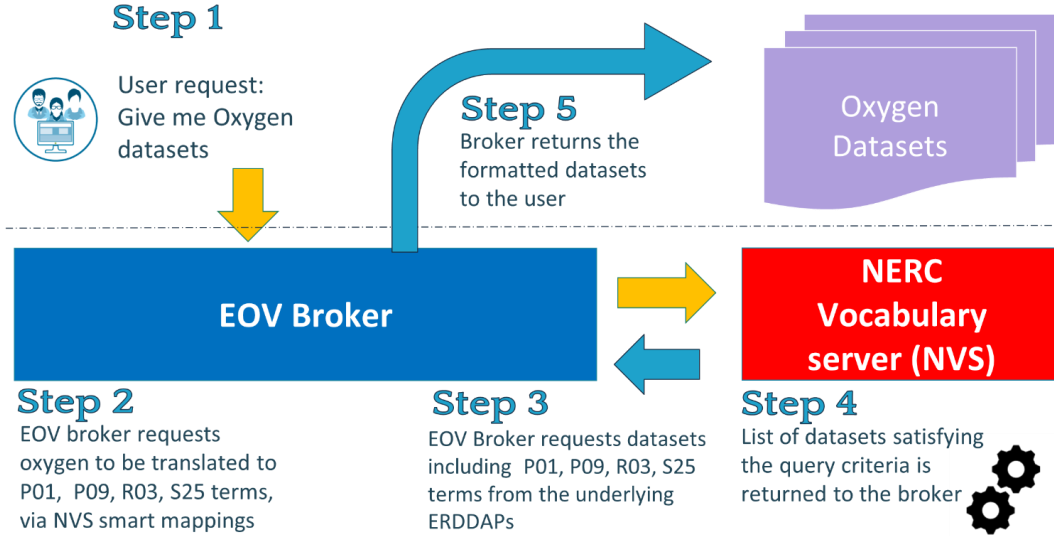 Step 1
User request:
Give me Oxygen
datasets
Step 5
Broker returns the
formatted datasets
to the user
Oxygen
Datasets
EOV Broker
NERC
Vocabulary
server (NVS)
Step 2
EOV broker requests
oxygen to be translated to
P01, P09, R03, S25 terms,
via NVS smart mappings
Step 3
EOV Broker requests datasets
including P01, P09, R03, S25
terms from the underlying
ERDDAPs
Step 4
List of datasets satisfying
the query criteria is
returned to the broker